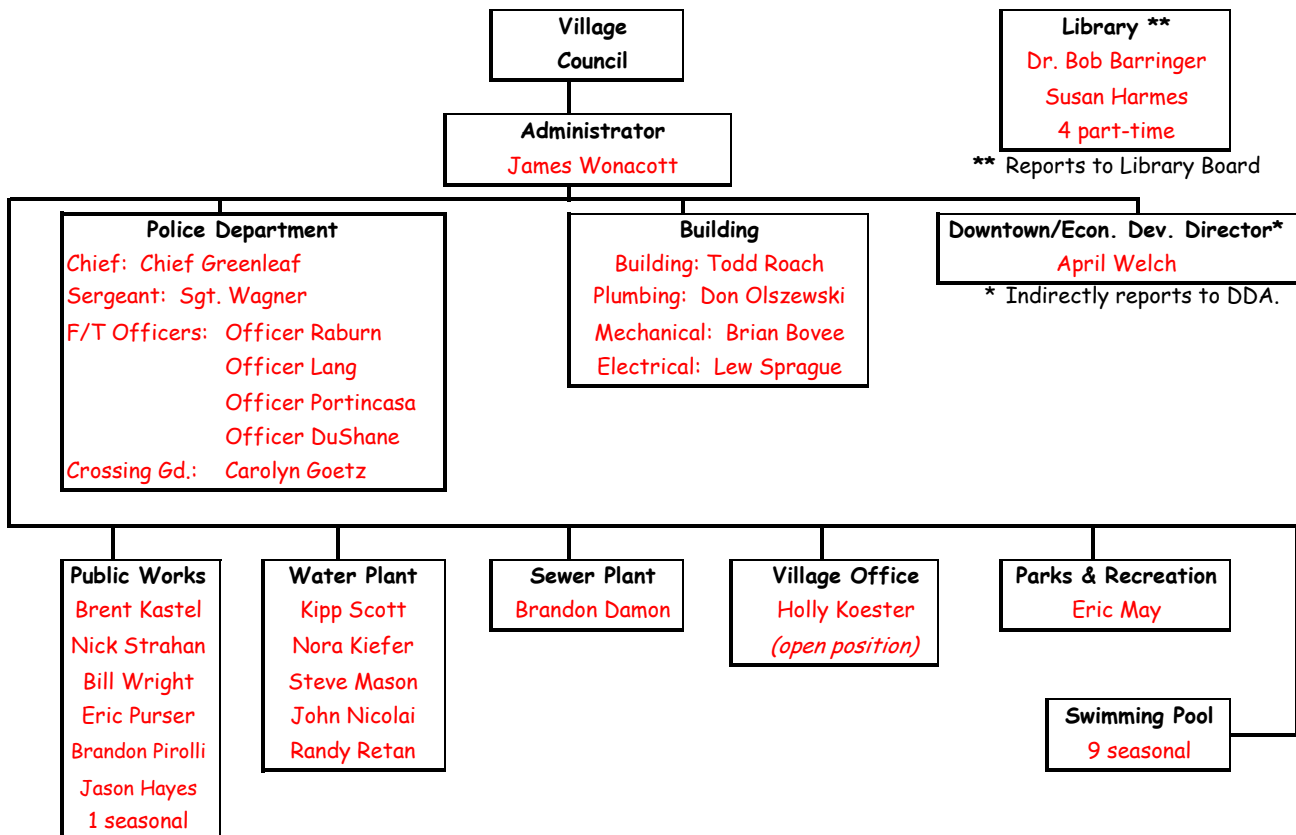 Village
Council
Library **
Dr. Bob Barringer
Susan Harmes
4 part-time
** Reports to Library Board
Administrator
James Wonacott
Police Department
Chief: Chief Greenleaf
Sergeant: Sgt. Wagner
F/T Officers: Officer Raburn
Officer Lang
Officer Portincasa
Officer DuShane
Crossing Gd.: Carolyn Goetz
Building
Building: Todd Roach
Plumbing: Don Olszewski
Mechanical: Brian Bovee
Electrical: Lew Sprague
Downtown/Econ. Dev. Director*
April Welch
* Indirectly reports to DDA.
Public Works
Brent Kastel
Nick Strahan
Bill Wright
Eric Purser
Brandon Pirolli
Jason Hayes
1 seasonal
Water Plant
Kipp Scott
Nora Kiefer
Steve Mason
John Nicolai
Randy Retan
Sewer Plant
Brandon Damon
Village Office
Holly Koester
(open position)
Parks & Recreation
Eric May
Swimming Pool
9 seasonal